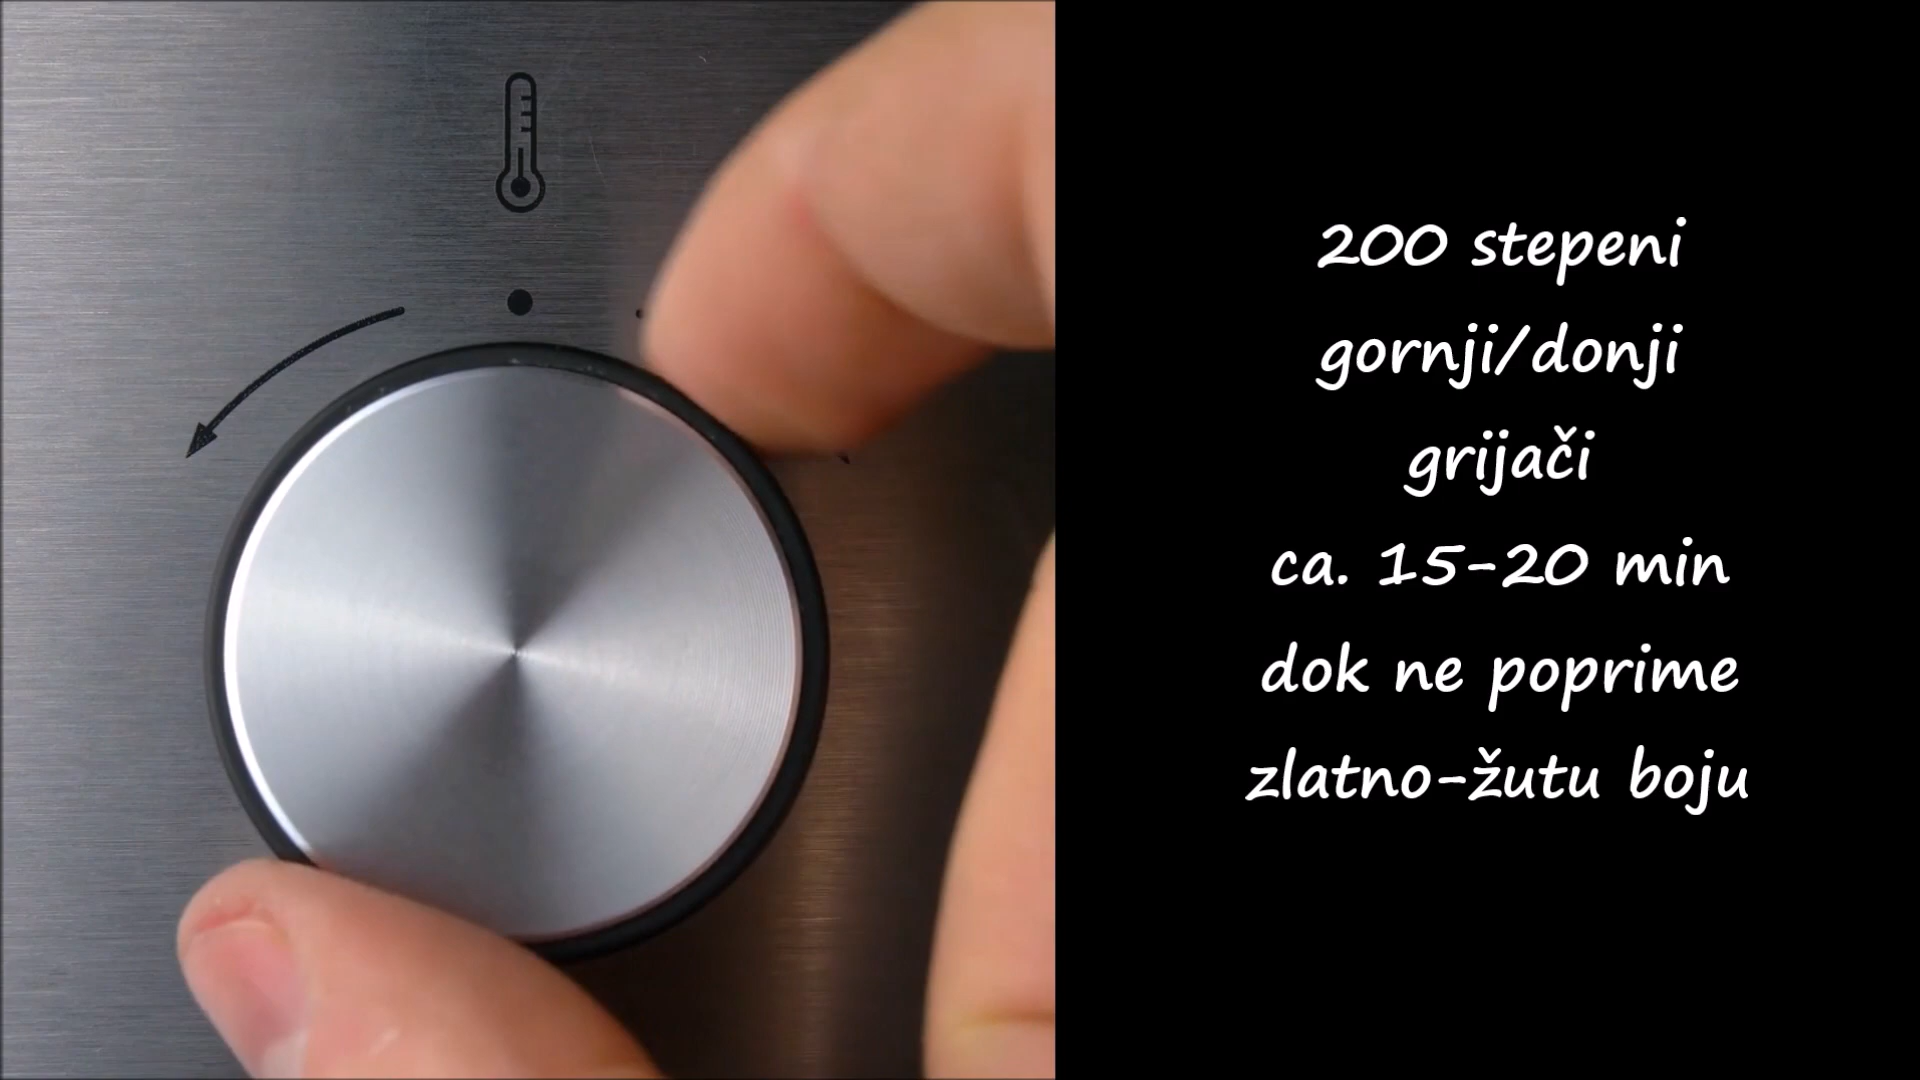 200 stepeni
gornji/donji
grijači
ca. 15-20 min
dok ne poprime
zlatno-žutu boju